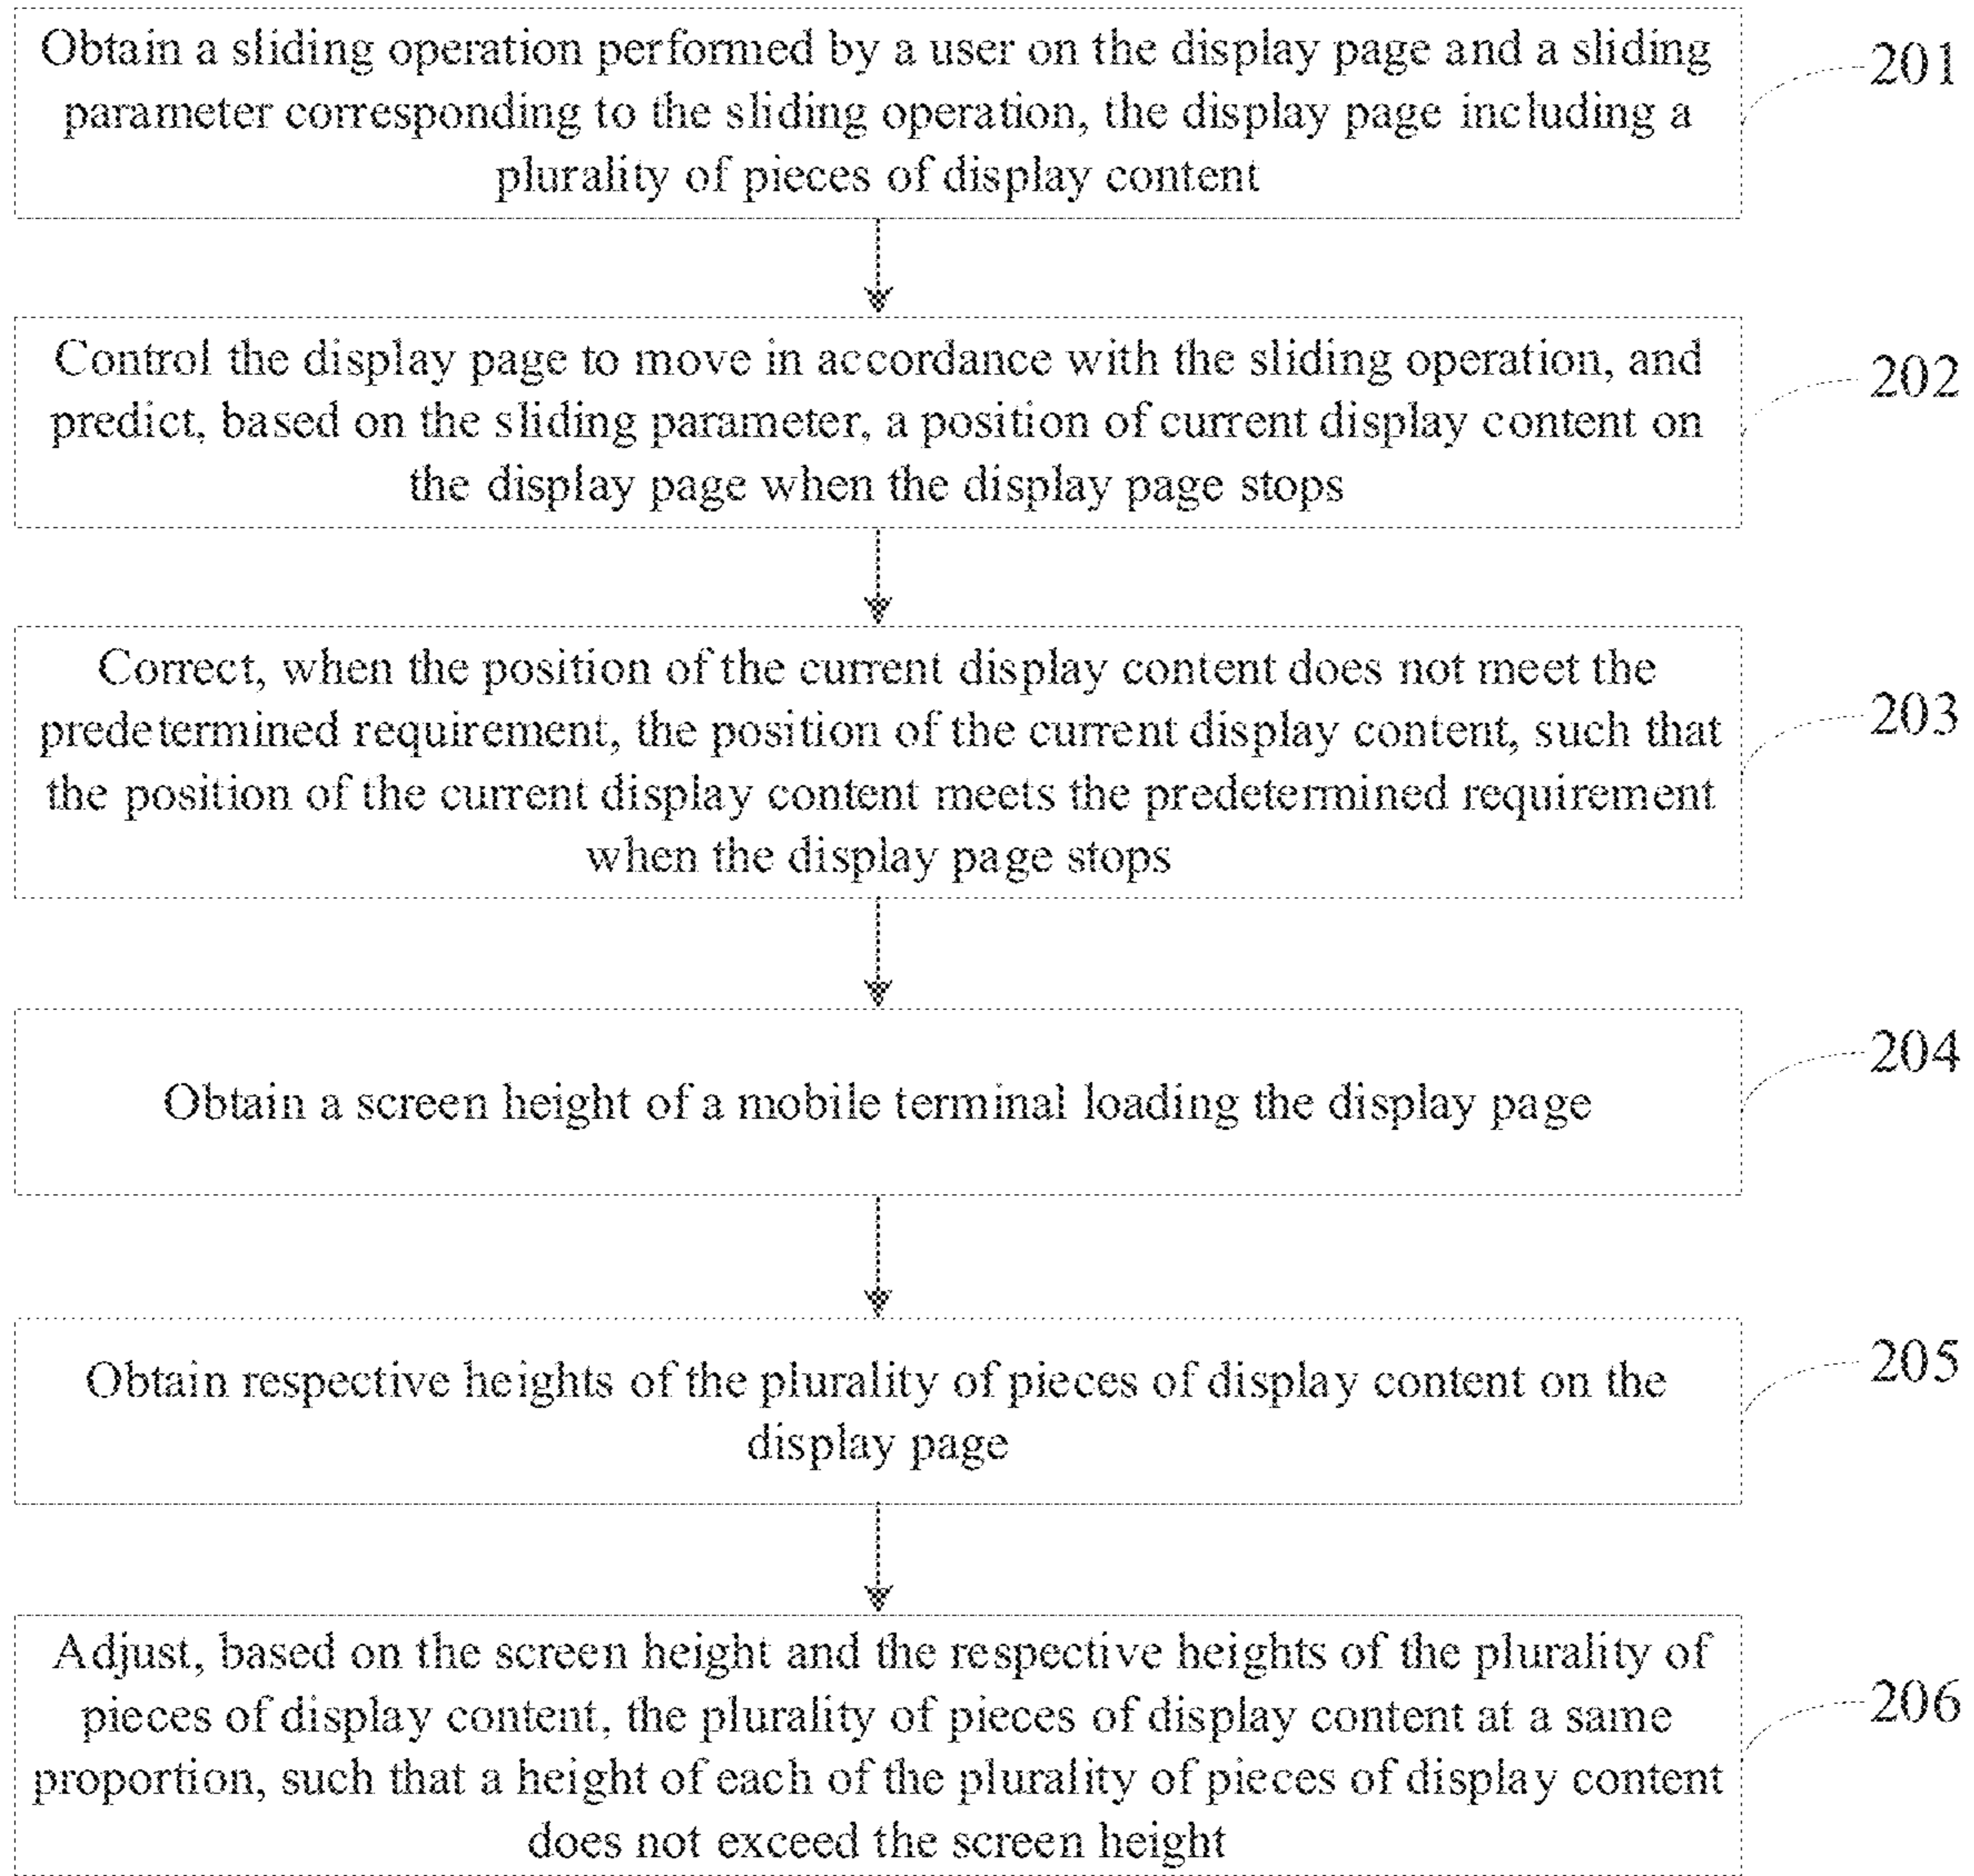 Obtain a sliding operation performed by a user on the display page and a sliding
parameter corresponding to the sliding operation, the display page including a
plurality of pieces of display content
201
Control the display page to move in accordance with the sliding operation, and
predict, based on the sliding parameter, a position of current display content on
the display page when the display page stops
202
Correct, when the position of the current display content does not meet the
predetermined requirement, the position of the current display content, such that
the position of the current display content meets the predetermined requirement
when the display page stops
203
Obtain a screen height of a mobile terminal loading the display page
204
Obtain respective heights of the plurality of pieces of display content on the
display page
205
Adjust, based on the screen height and the respective heights of the plurality of
pieces of display content, the plurality of pieces of display content at a same
proportion, such that a height of each of the plurality of pieces of display content
does not exceed the screen height
206